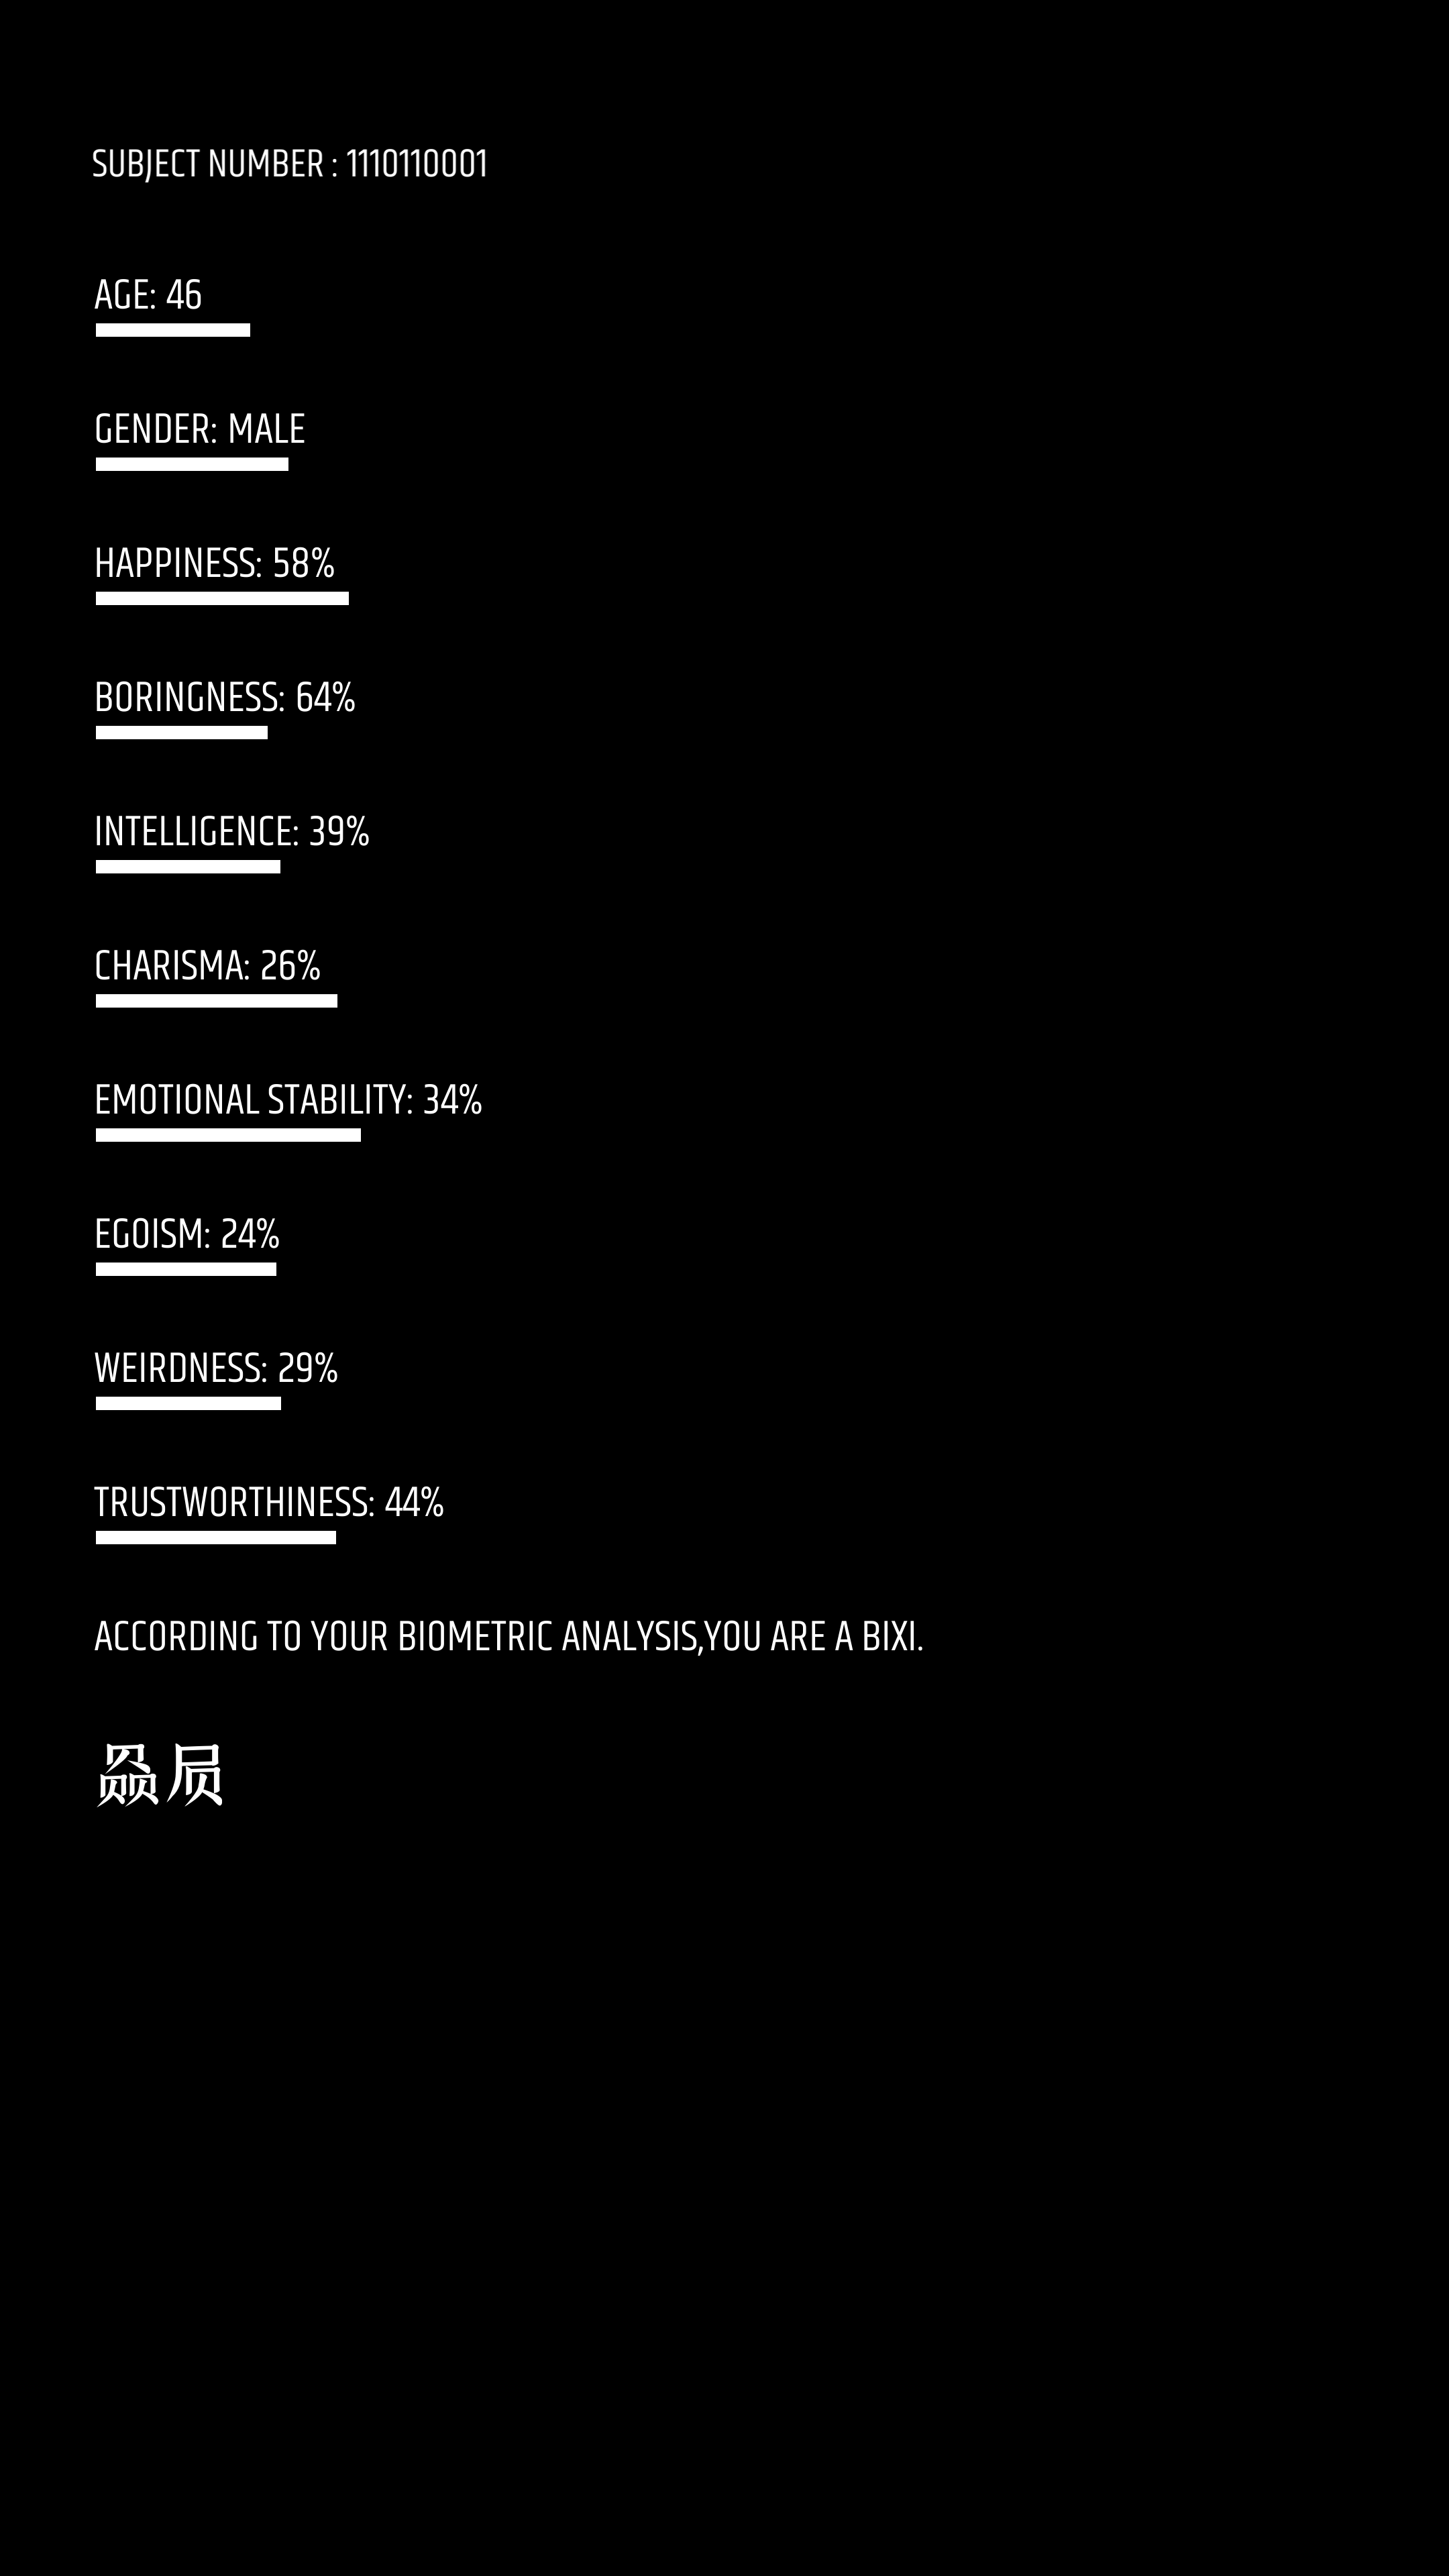 SUBJECT NUMBER : 1110110001
AGE: 46
GENDER: MALE
HAPPINESS: 58%
BORINGNESS: 64%
INTELLIGENCE: 39%
CHARISMA: 26%
EMOTIONAL STABILITY: 34%
EGOISM: 24%
WEIRDNESS: 29%
TRUSTWORTHINESS: 44%
ACCORDING TO YOUR BIOMETRIC ANALYSIS,YOU ARE A BIXI.
赑屃